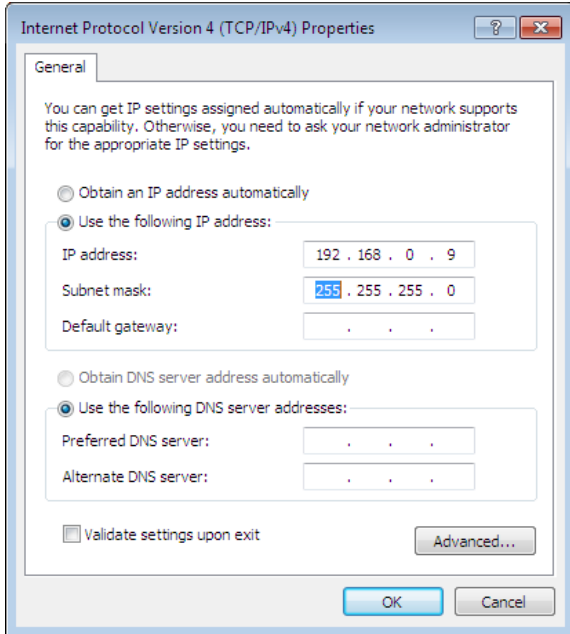 Internet Protocol Version 4 (TCP/IPv4) Properties
?
General
You can get IP settings assigned automatically if your network supports
this capability. Otherwise, you need to ask your network administrator
for the appropriate IP settings.
Obtain an IP address automatically
Use the following IP address:
IP address: 192 . 168 . 0 . 9
Subnet mask: 255 . 255 . 255 . 0
Default gateway: . . .
Obtain DNS server address automatically
Use the following DNS server addresses:
Preferred DNS server: . . .
Alternate DNS server: . . .
Validate settings upon exit
Advanced...
OK Cancel